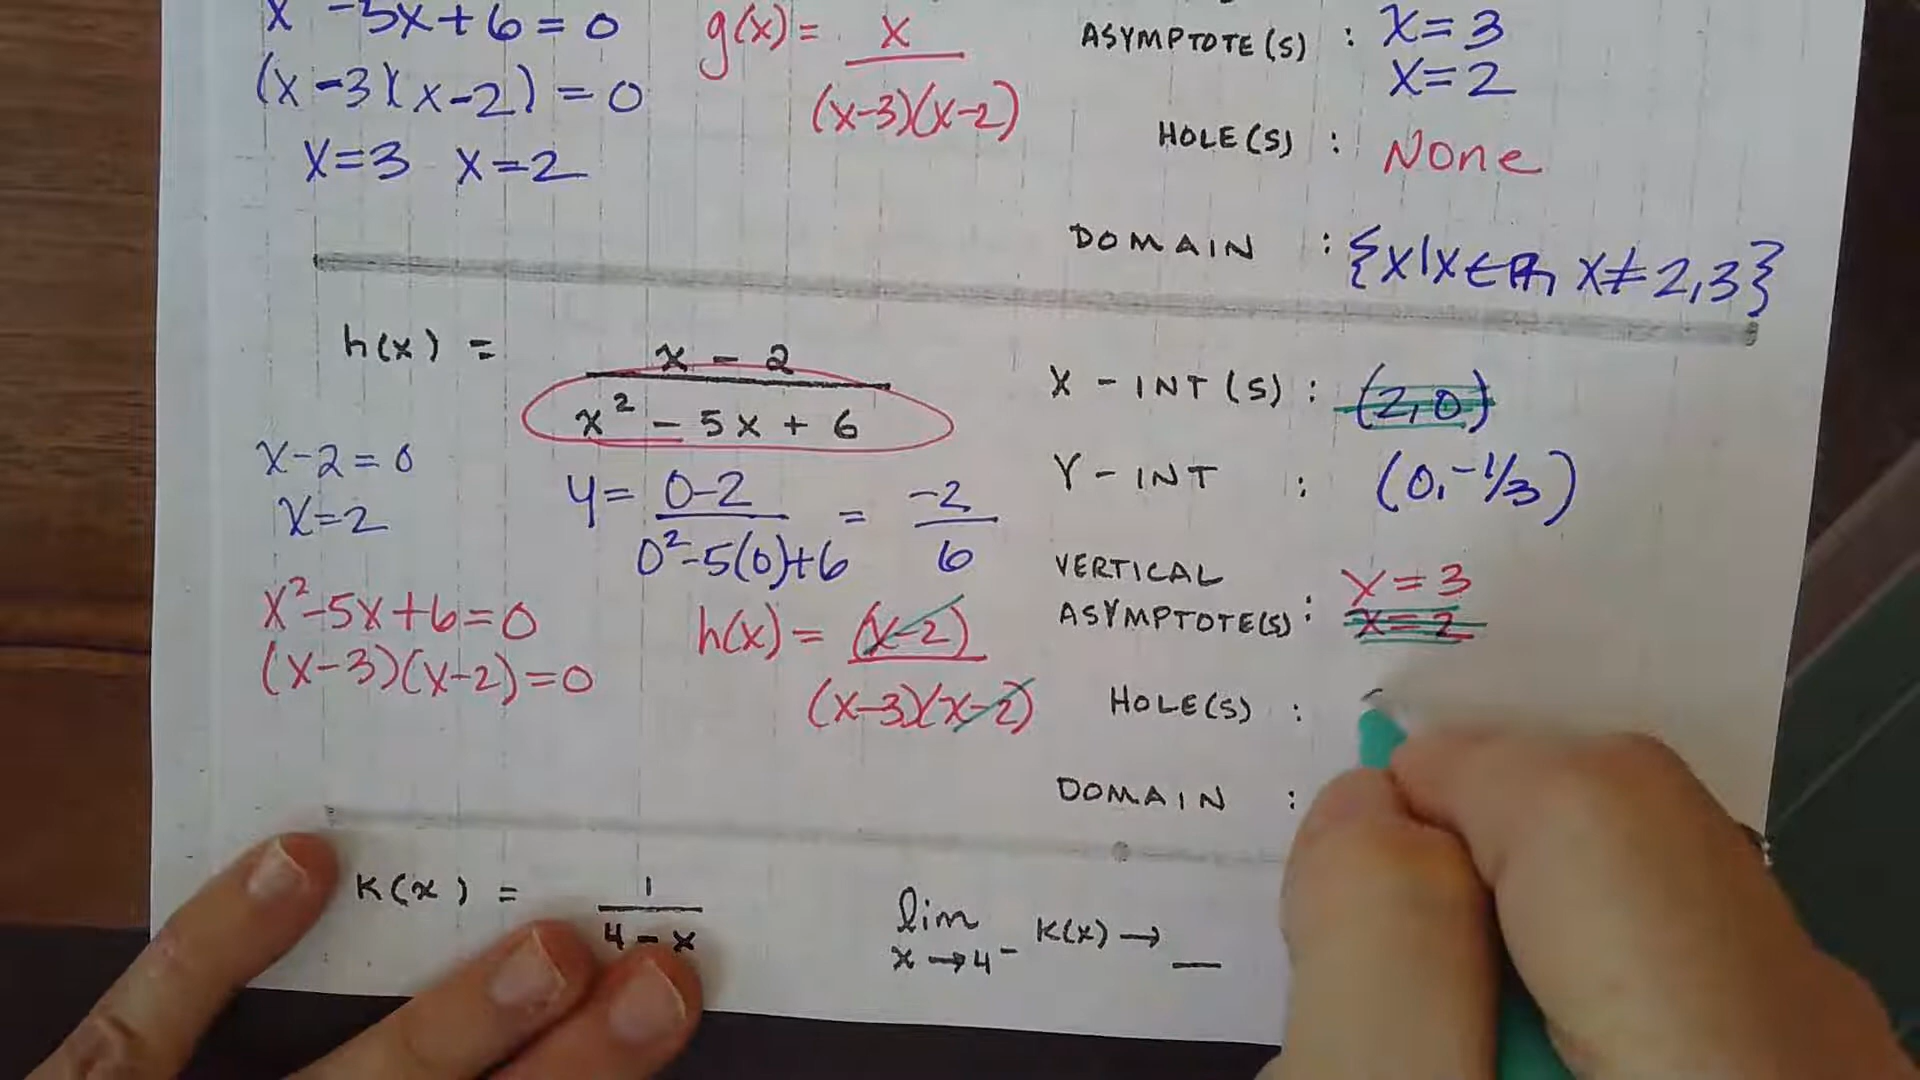 x - 5x + 6 = 0
(x-3)(x-2) = 0
x=3 x=2
g(x) = x
(x-3)(x-2)
ASYMPTOTE(S) : x=3
x=2
HOLE(S) : None
DOMAIN : {x|x∈R, x≠2,3}
h(x) = x - 2
x² - 5x + 6
x-2=0
x=2
y = 0-2 = -2
0²-5(0)+6 6
x²-5x+6=0
(x-3)(x-2)=0
h(x) = (x-2)
(x-3)(x-2)
X-INT(S) : (2,0)
Y-INT : (0,-1/3)
VERTICAL
ASYMPTOTE(S) : x=3
x=2
HOLE(S) :
DOMAIN :
K(x) = 1
4-x
lim K(x) → __
x→4⁻